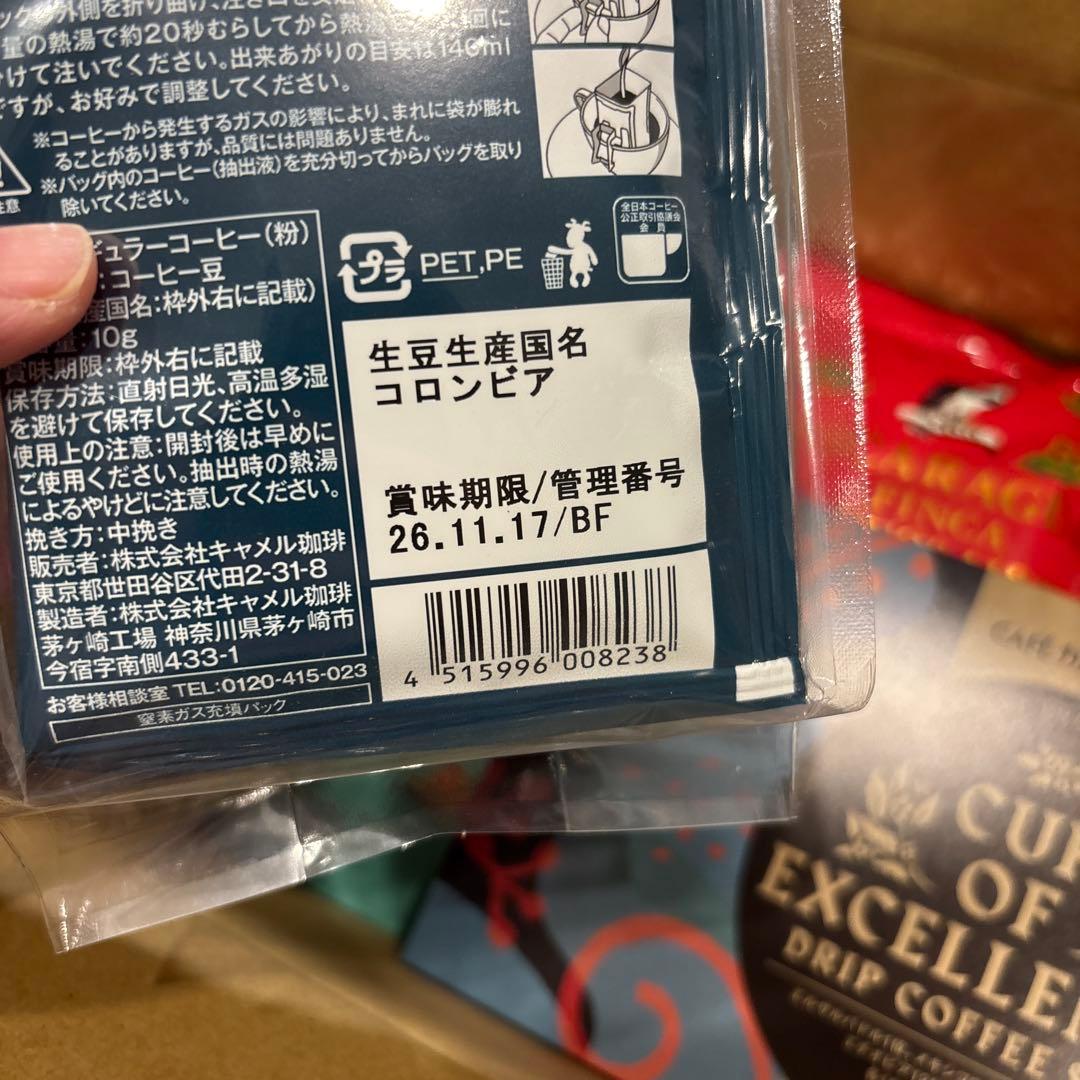 外側を折り曲げ、注ぎ口を
量の熱湯で約20秒むらしてから熱湯
けて注いでください。出来あがりの目安は140ml
ですが、お好みで調整してください。
※コーヒーから発生するガスの影響により、まれに袋が膨れ
ることがありますが、品質には問題ありません。
※バッグ内のコーヒー(抽出液)を充分切ってからバッグを取り
除いてください。
注意
ギュラーコーヒー(粉)
:コーヒー豆
産国名:枠外右に記載)
量:10g
賞味期限:枠外右に記載
保存方法:直射日光、高温多湿
を避けて保存してください。
使用上の注意:開封後は早めに
ご使用ください。抽出時の熱湯
によるやけどに注意してください。
挽き方:中挽き
販売者:株式会社キャメル珈琲
東京都世田谷区代田2-31-8
製造者:株式会社キャメル珈琲
茅ヶ崎工場 神奈川県茅ヶ崎市
今宿字南側433-1
お客様相談室 TEL:0120-415-023
窒素ガス充填パック
プラ
PET,PE
全日本コーヒー
公正取引協議会
会員
生豆生産国名
コロンビア
賞味期限/管理番号
26.11.17/BF
4 515996 008238
CUP
OF
EXCELLE
DRIP COFFEE